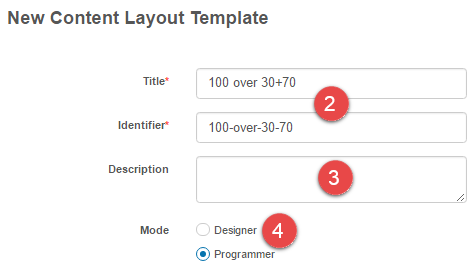 New Content Layout Template
Title* 100 over 30+70
2
Identifier* 100-over-30-70
Description
3
Mode Designer 4
Programmer